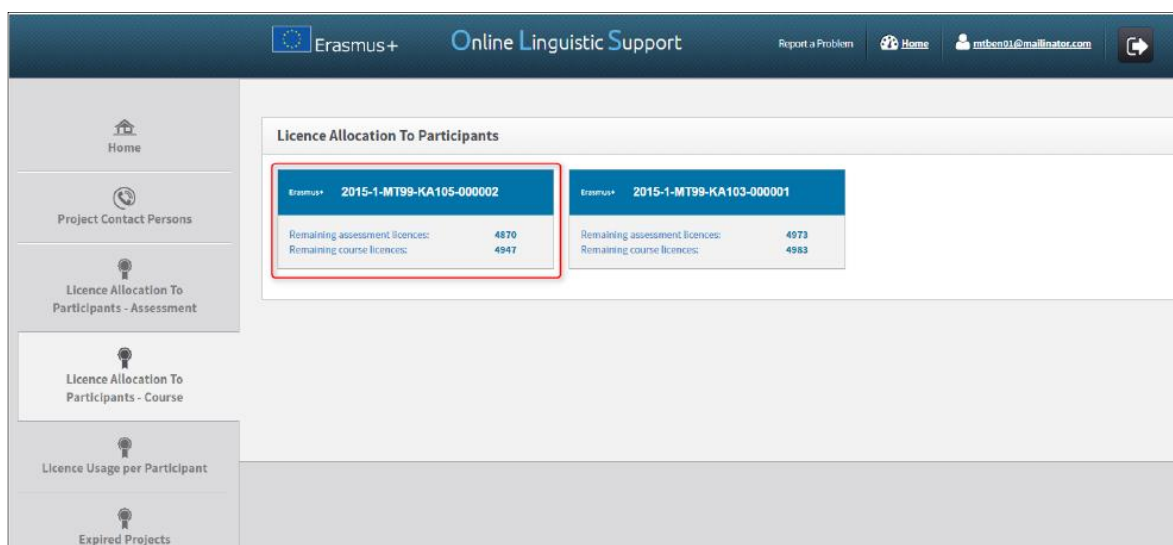 Erasmus+
Online Linguistic Support
Report a Problem
Home
mtben01@mailinator.com
Home
Project Contact Persons
Licence Allocation To
Participants - Assessment
Licence Allocation To
Participants - Course
Licence Usage per Participant
Expired Projects
Licence Allocation To Participants
Erasmus+ 2015-1-MT99-KA105-000002
Remaining assessment licences: 4870
Remaining course licences: 4947
Erasmus+ 2015-1-MT99-KA103-000001
Remaining assessment licences: 4973
Remaining course licences: 4983